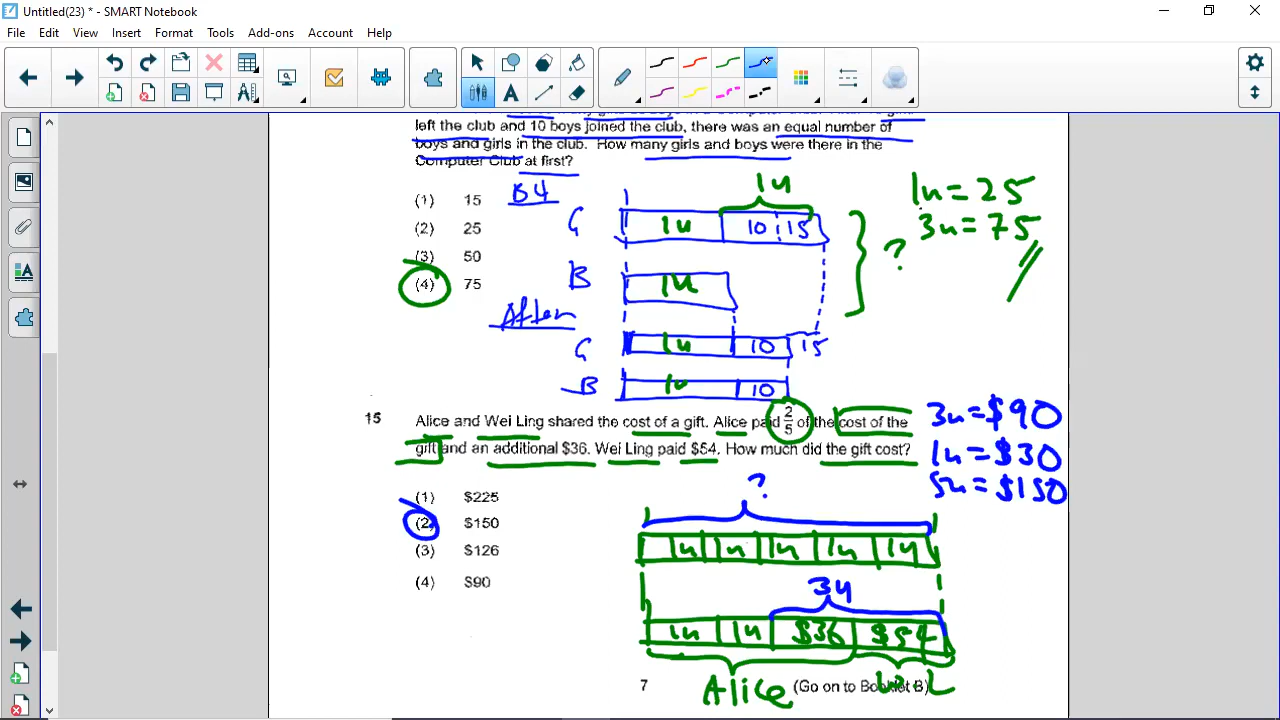 Untitled(23) * - SMART Notebook
File Edit View Insert Format Tools Add-ons Account Help
left the club and 10 boys joined the club, there was an equal number of
boys and girls in the club. How many girls and boys were there in the
Computer Club at first?
B4
1u
1u = 25
(1) 15
G 1u 10 15
3u = 75
(2) 25
?
(3) 50
B 1u
(4) 75
After
G 1u 10 15
B 1u 10
15 Alice and Wei Ling shared the cost of a gift. Alice paid 2/5 of the cost of the
gift and an additional $36. Wei Ling paid $54. How much did the gift cost?
3u = $90
1u = $30
5u = $150
(1) $225
?
(2) $150
(3) $126
1u 1u 1u 1u 1u
(4) $90
3u
1u 1u $36 $54
Alice WL
7 (Go on to Booklet B)